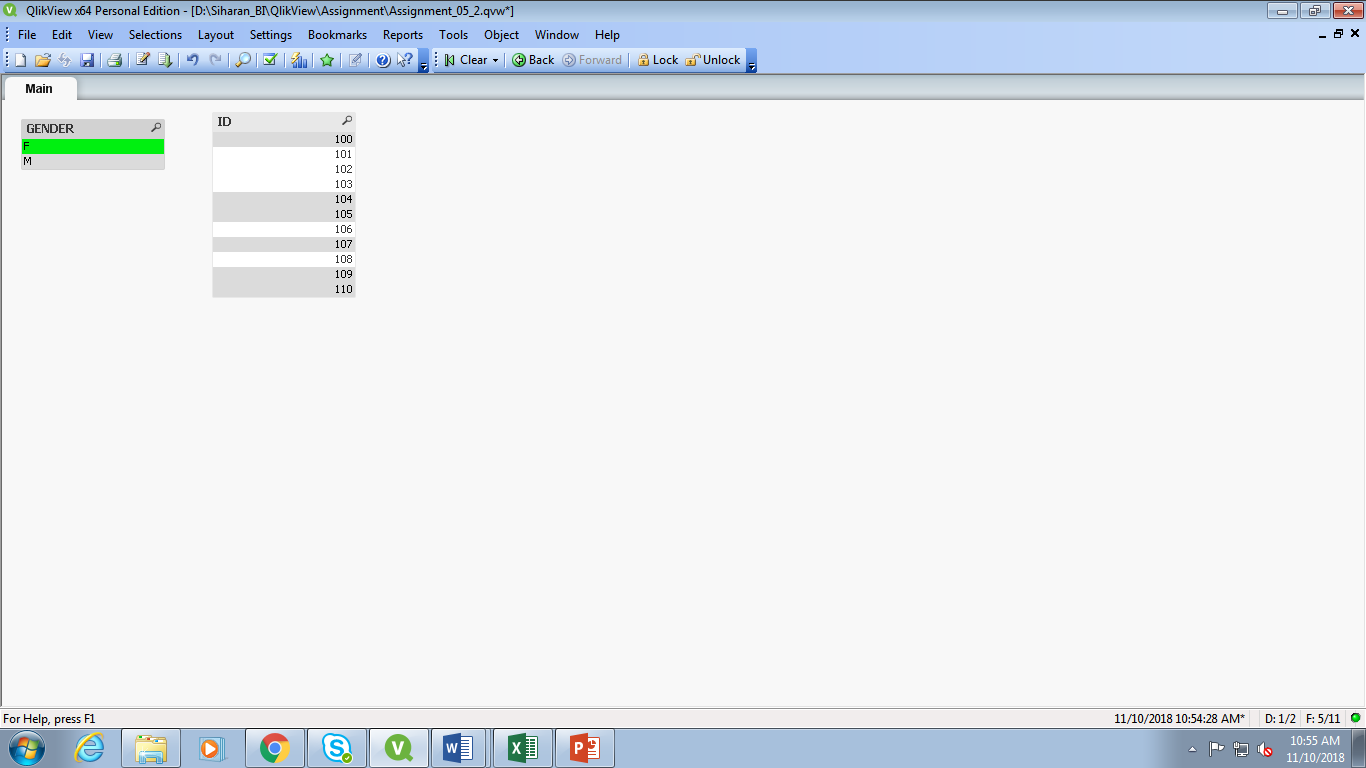 QlikView x64 Personal Edition - [D:\Siharan_BI\QlikView\Assignment\Assignment_05_2.qvw*]
File Edit View Selections Layout Settings Bookmarks Reports Tools Object Window Help
Clear Back Forward Lock Unlock
Main
GENDER
F
M
ID
100
101
102
103
104
105
106
107
108
109
110
For Help, press F1 11/10/2018 10:54:28 AM* D: 1/2 F: 5/11
10:55 AM
11/10/2018